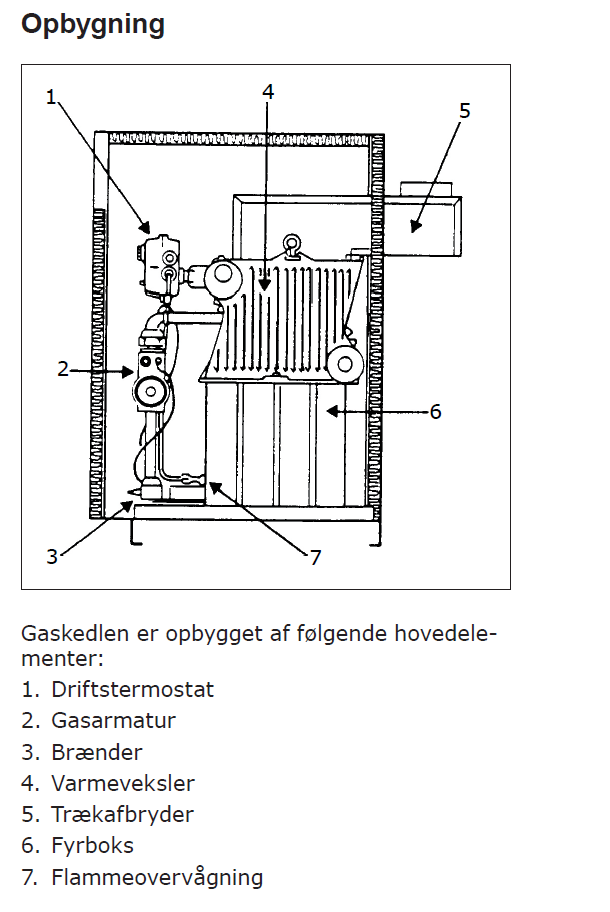 Opbygning
1
4
5
2
6
3
7
Gaskedlen er opbygget af følgende hovedele-
menter:
1. Driftstermostat
2. Gasarmatur
3. Brænder
4. Varmeveksler
5. Trækafbryder
6. Fyrboks
7. Flammeovervågning